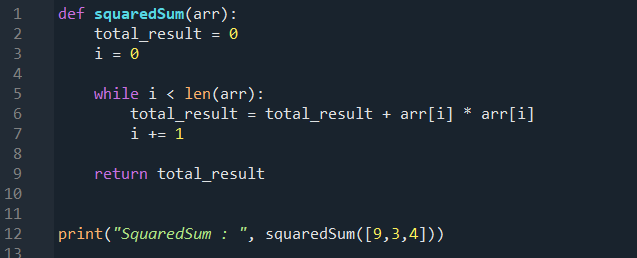 1 def squaredSum(arr):
2     total_result = 0
3     i = 0
4
5     while i < len(arr):
6         total_result = total_result + arr[i] * arr[i]
7         i += 1
8
9     return total_result
10
11
12 print("SquaredSum : ", squaredSum([9,3,4]))
13